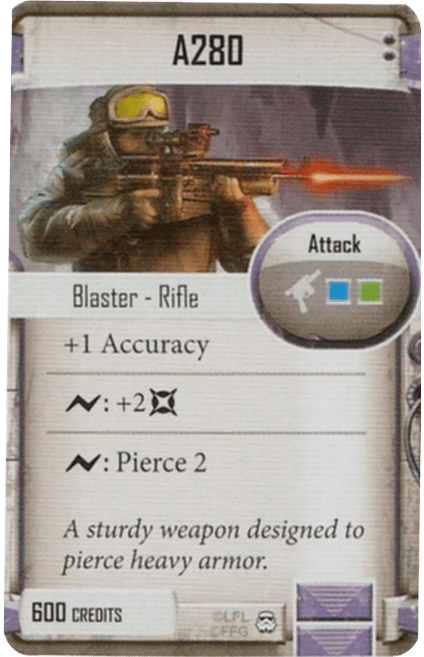 A280
Attack
Blaster - Rifle
+1 Accuracy
: +2
: Pierce 2
A sturdy weapon designed to
pierce heavy armor.
600 CREDITS
©LFL
©FFG